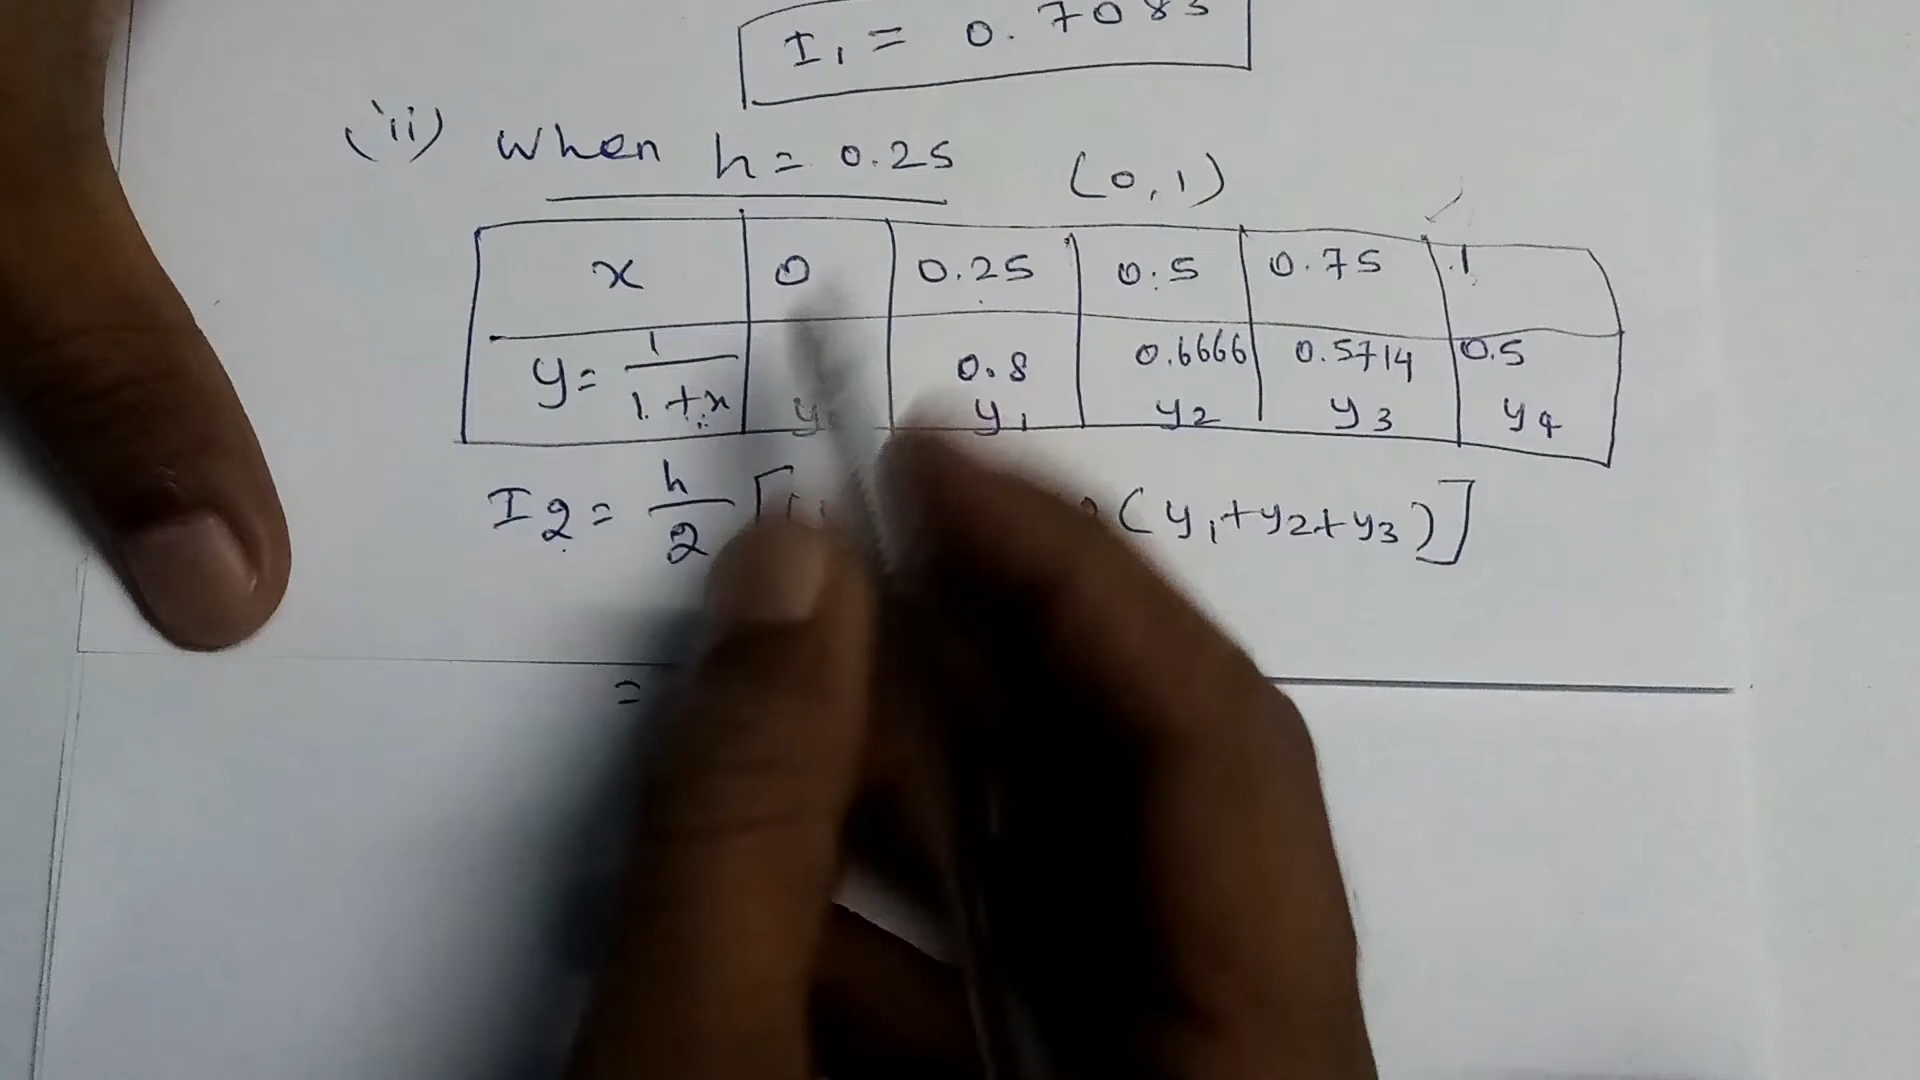 I₁ = 0.7083
(ii) when h = 0.25 (0,1)
x 0 0.25 0.5 0.75 1
y = 1/1+x 0.8 0.6666 0.5714 0.5
y₁ y₂ y₃ y₄
I2 = h/2 [ (y₁+y₂+y₃)]
=